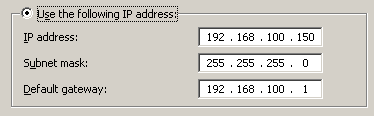 Use the following IP address:
IP address: 192 . 168 . 100 . 150
Subnet mask: 255 . 255 . 255 . 0
Default gateway: 192 . 168 . 100 . 1